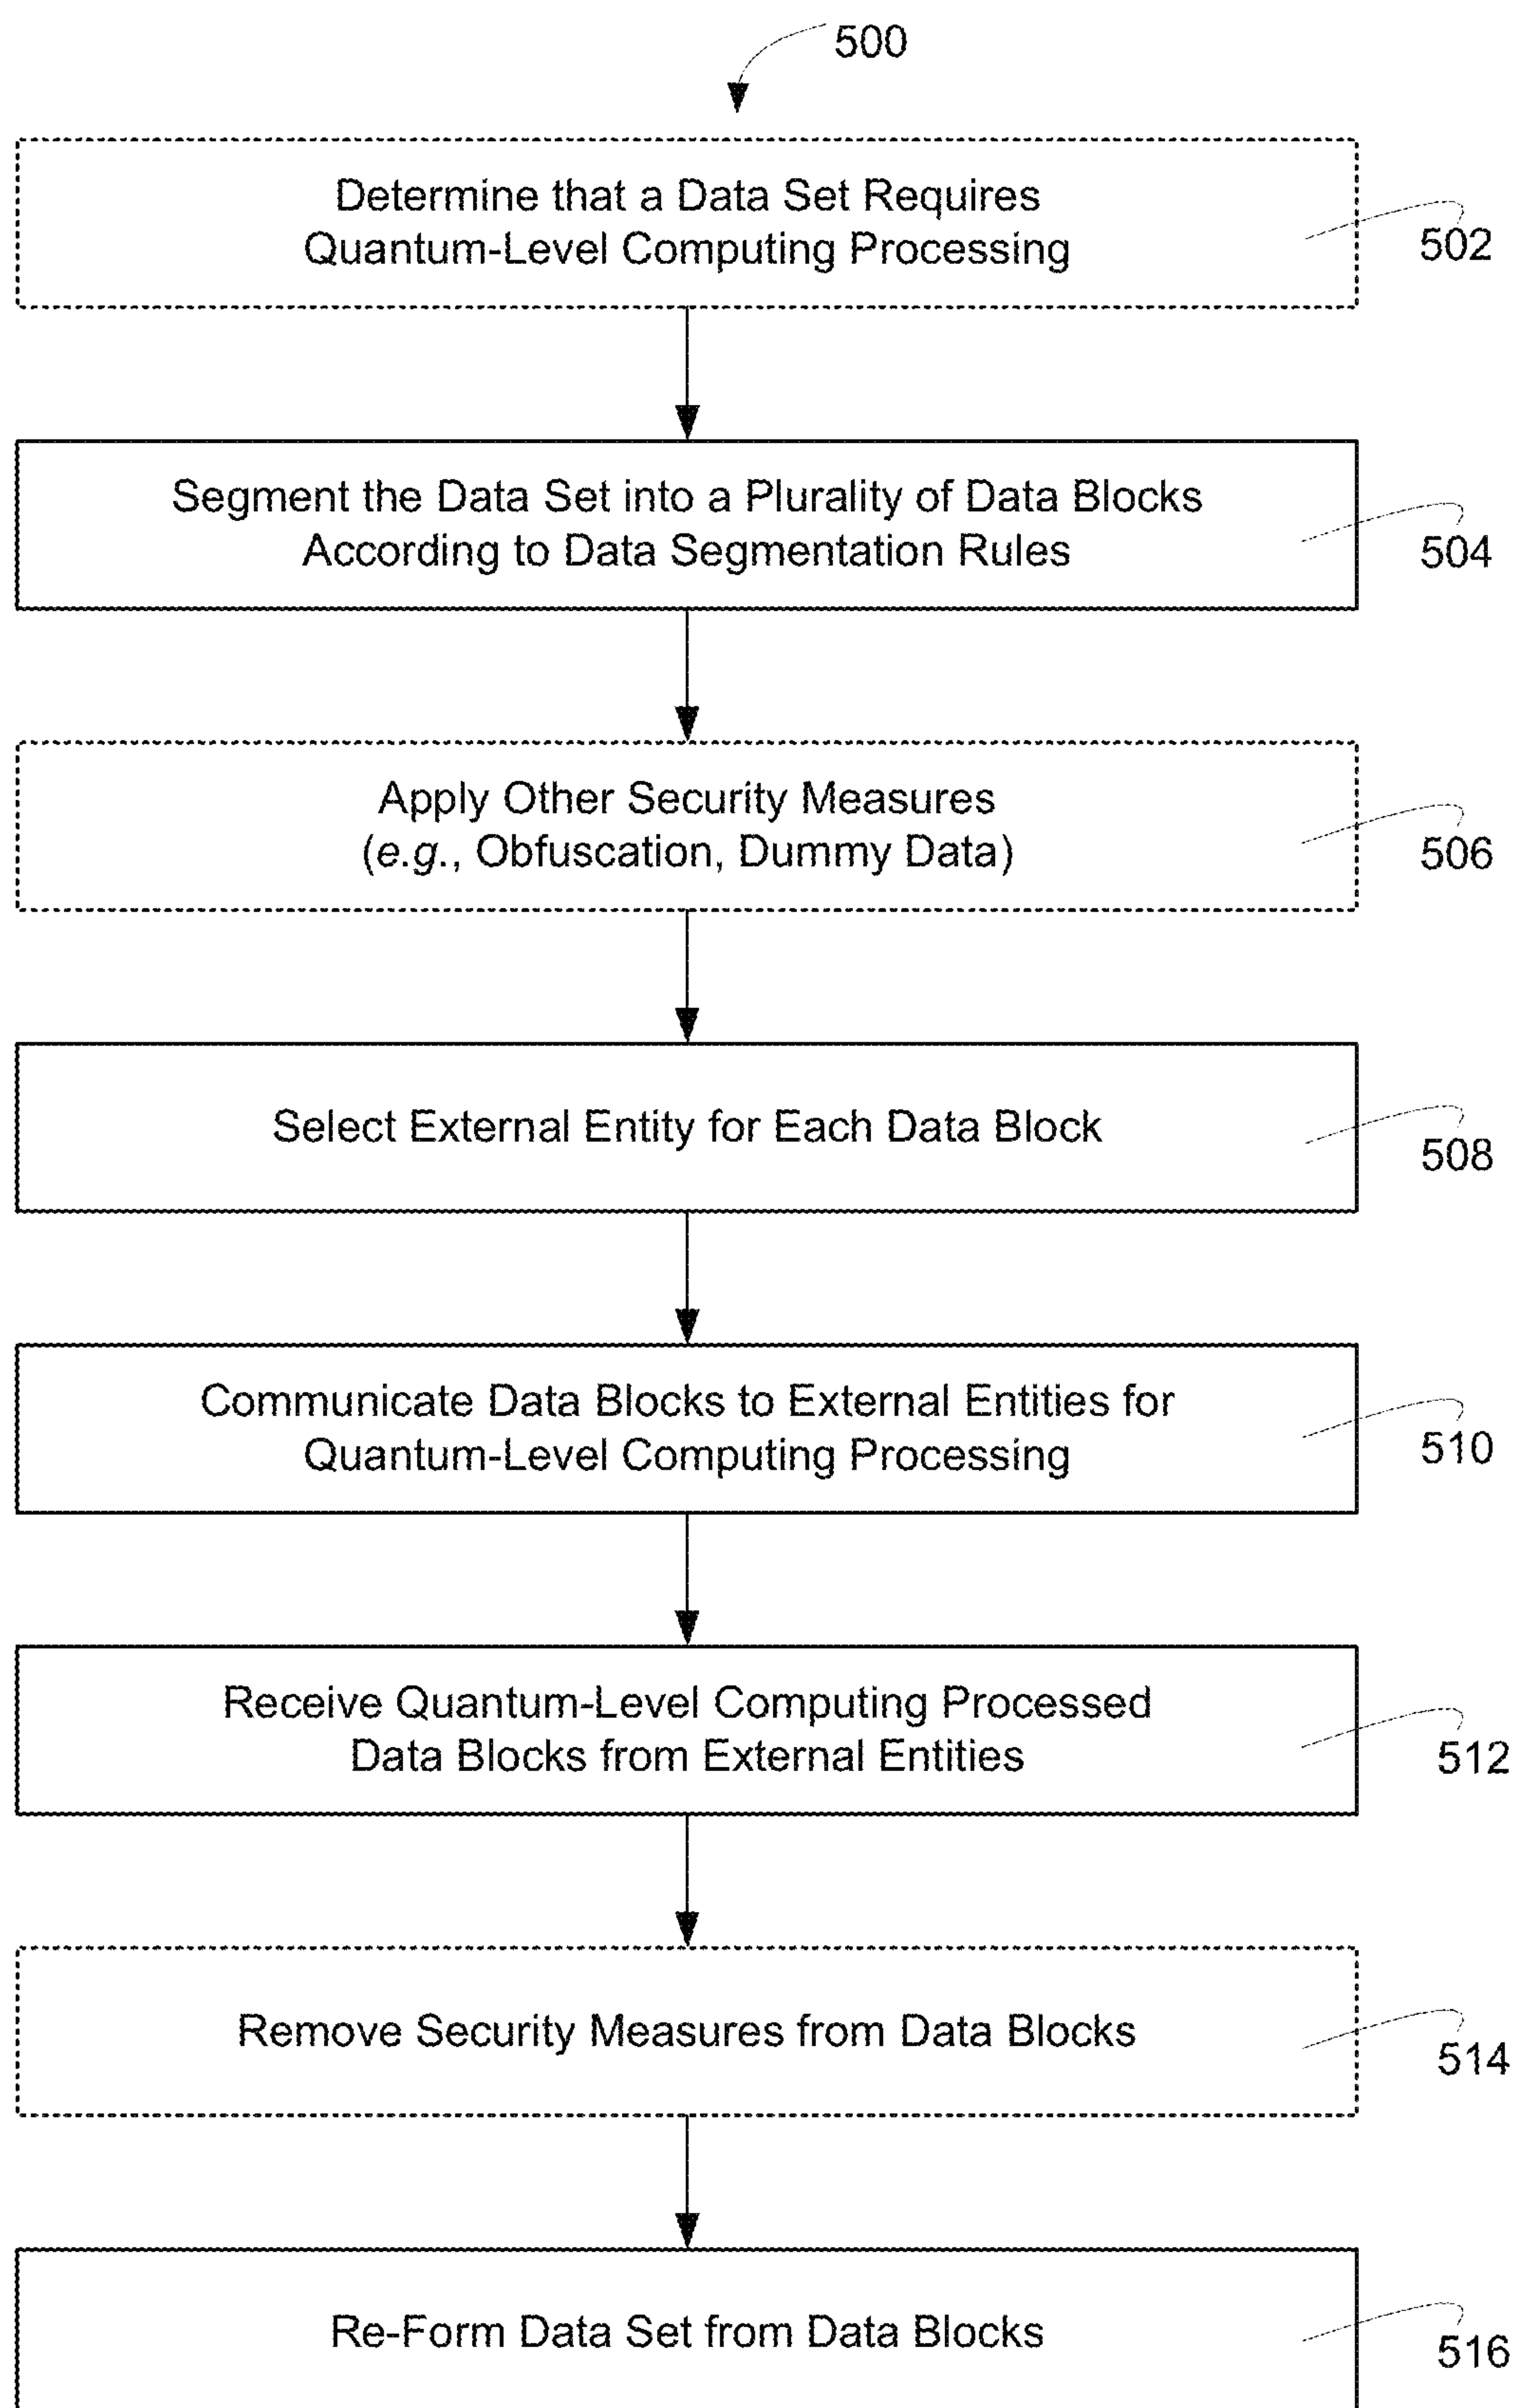 500
Determine that a Data Set Requires
Quantum-Level Computing Processing
502
Segment the Data Set into a Plurality of Data Blocks
According to Data Segmentation Rules
504
Apply Other Security Measures
(e.g., Obfuscation, Dummy Data)
506
Select External Entity for Each Data Block
508
Communicate Data Blocks to External Entities for
Quantum-Level Computing Processing
510
Receive Quantum-Level Computing Processed
Data Blocks from External Entities
512
Remove Security Measures from Data Blocks
514
Re-Form Data Set from Data Blocks
516